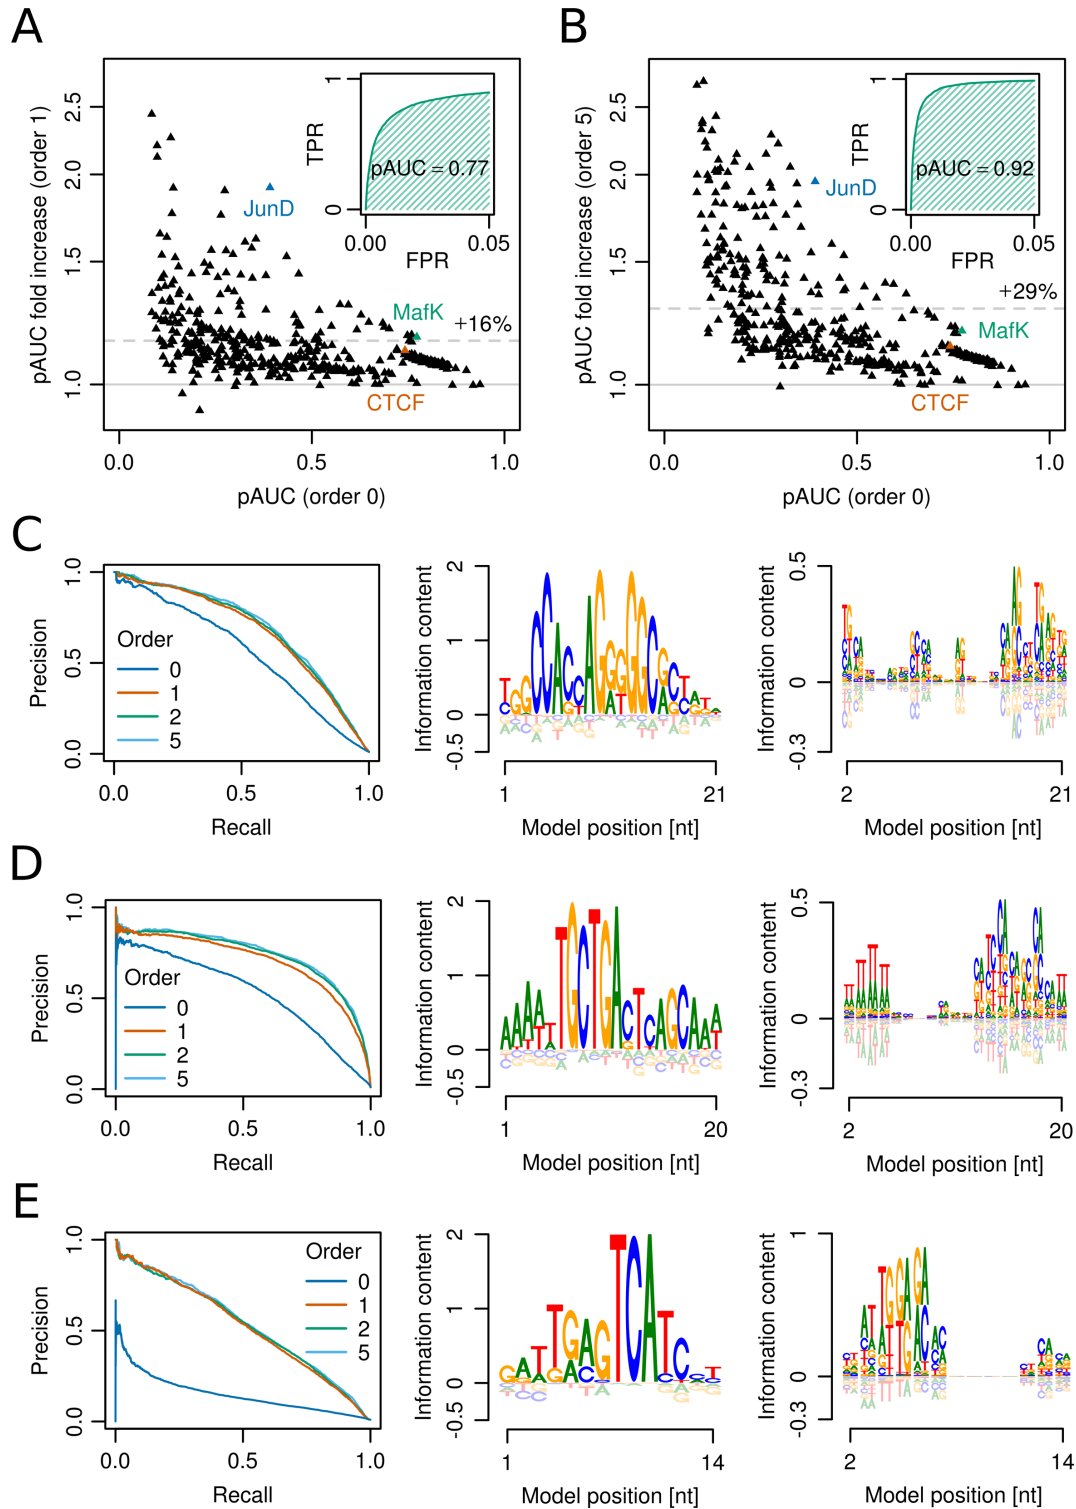 A
pAUC fold increase (order 1)
2.5
2.0
1.5
1.0
0.0
0.5
1.0
pAUC (order 0)
TPR
1
0
pAUC = 0.77
0.00
0.05
FPR
JunD
MafK
+16%
CTCF
B
pAUC fold increase (order 5)
2.5
2.0
1.5
1.0
0.0
0.5
1.0
pAUC (order 0)
TPR
1
0
pAUC = 0.92
0.00
0.05
FPR
JunD
+29%
MafK
CTCF
C
Precision
1.0
0.5
0.0
Order
0
1
2
5
0.0
0.5
1.0
Recall
Information content
2
1
0
-0.5
1
21
Model position [nt]
Information content
0.5
0
-0.3
2
21
Model position [nt]
D
Precision
1.0
0.5
0.0
Order
0
1
2
5
0.0
0.5
1.0
Recall
Information content
2
1
0
-0.5
1
20
Model position [nt]
Information content
0.5
0
-0.3
2
20
Model position [nt]
E
Precision
1.0
0.5
0.0
Order
0
1
2
5
0.0
0.5
1.0
Recall
Information content
2
1
0
-0.5
1
14
Model position [nt]
Information content
1
0
-0.3
2
14
Model position [nt]